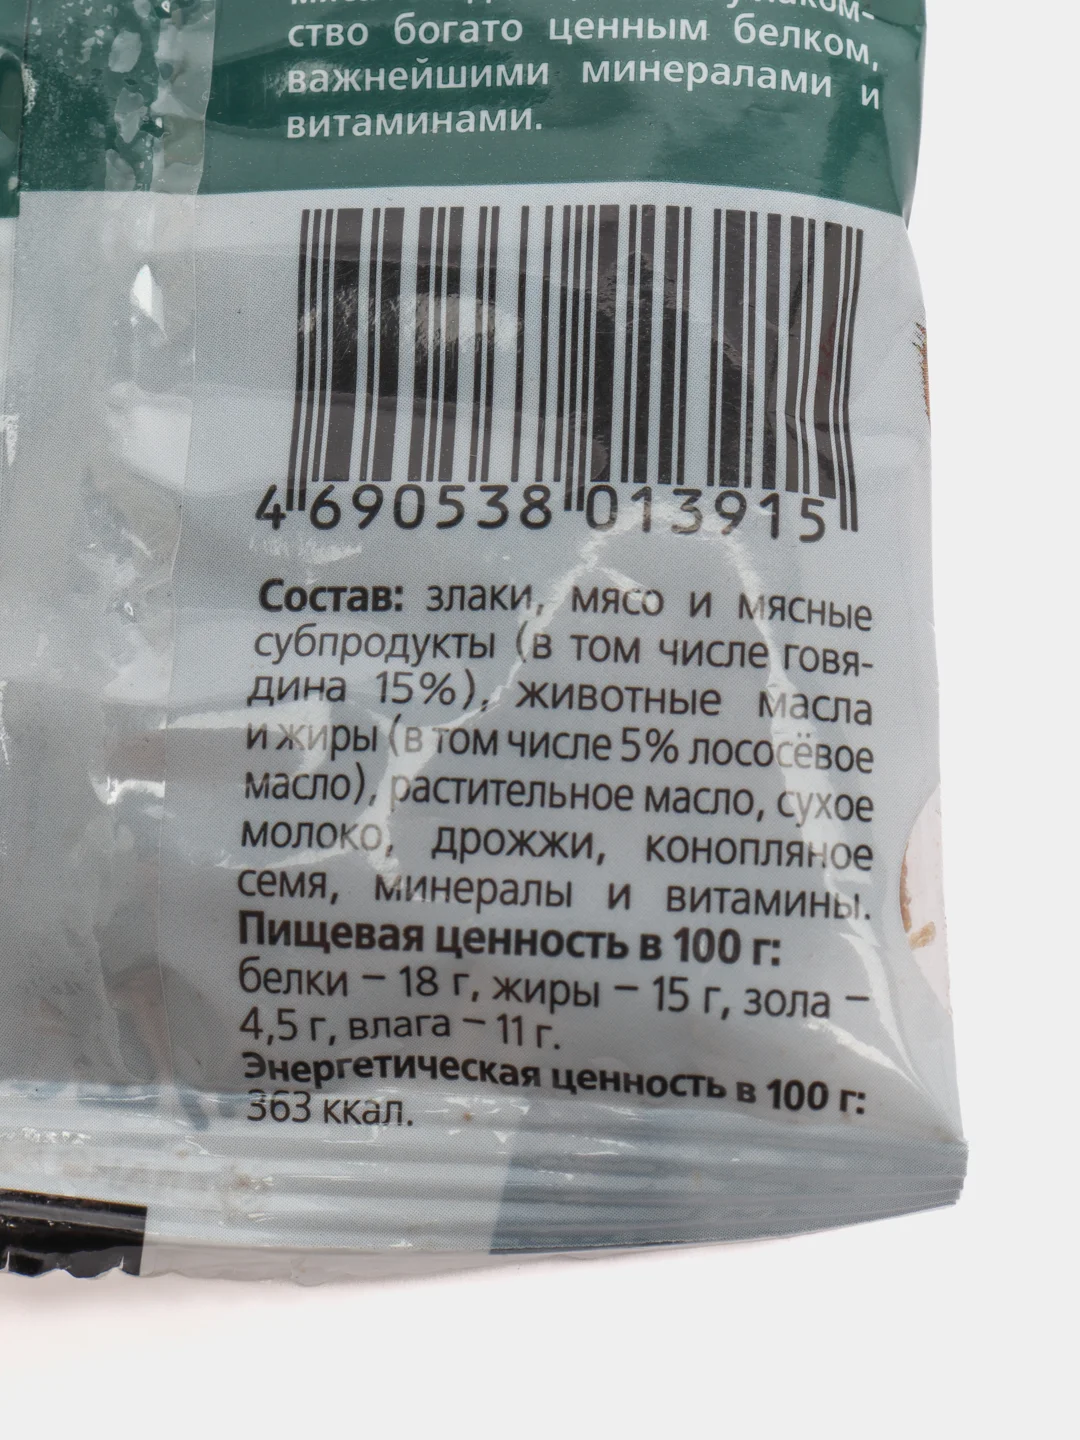 ство богато ценным белком,
важнейшими минералами и
витаминами.
4 690538 013915
Состав: злаки, мясо и мясные
субпродукты (в том числе говя-
дина 15%), животные масла
и жиры (в том числе 5% лососёвое
масло), растительное масло, сухое
молоко, дрожжи, конопляное
семя, минералы и витамины.
Пищевая ценность в 100 г:
белки – 18 г, жиры – 15 г, зола –
4,5 г, влага – 11 г.
Энергетическая ценность в 100 г:
363 ккал.